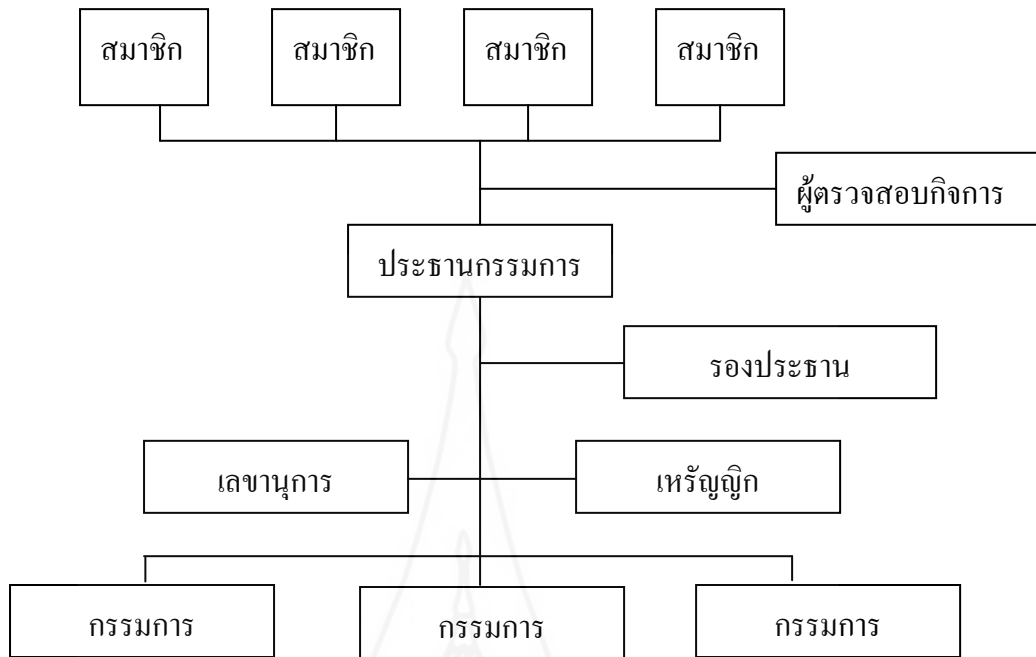 สมาชิก
สมาชิก
สมาชิก
สมาชิก
ผู้ตรวจสอบกิจการ
ประธานกรรมการ
รองประธาน
เลขานุการ
เหรัญญิก
กรรมการ
กรรมการ
กรรมการ